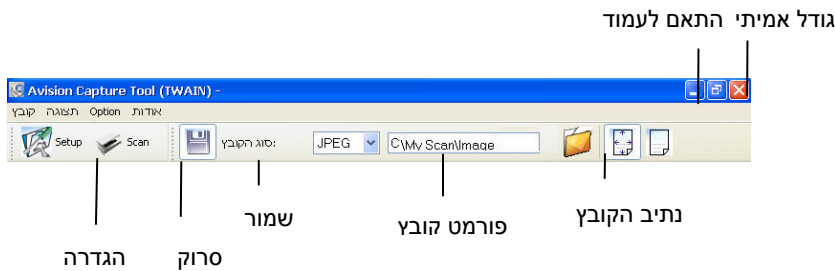 גודל אמיתי התאם לעמוד
Avision Capture Tool (TWAIN) -
קובץ תצוגה Option אודות
Setup Scan סוג הקובץ: JPEG C\My Scan\Image
נתיב הקובץ
פורמט קובץ
שמור
סרוק
הגדרה